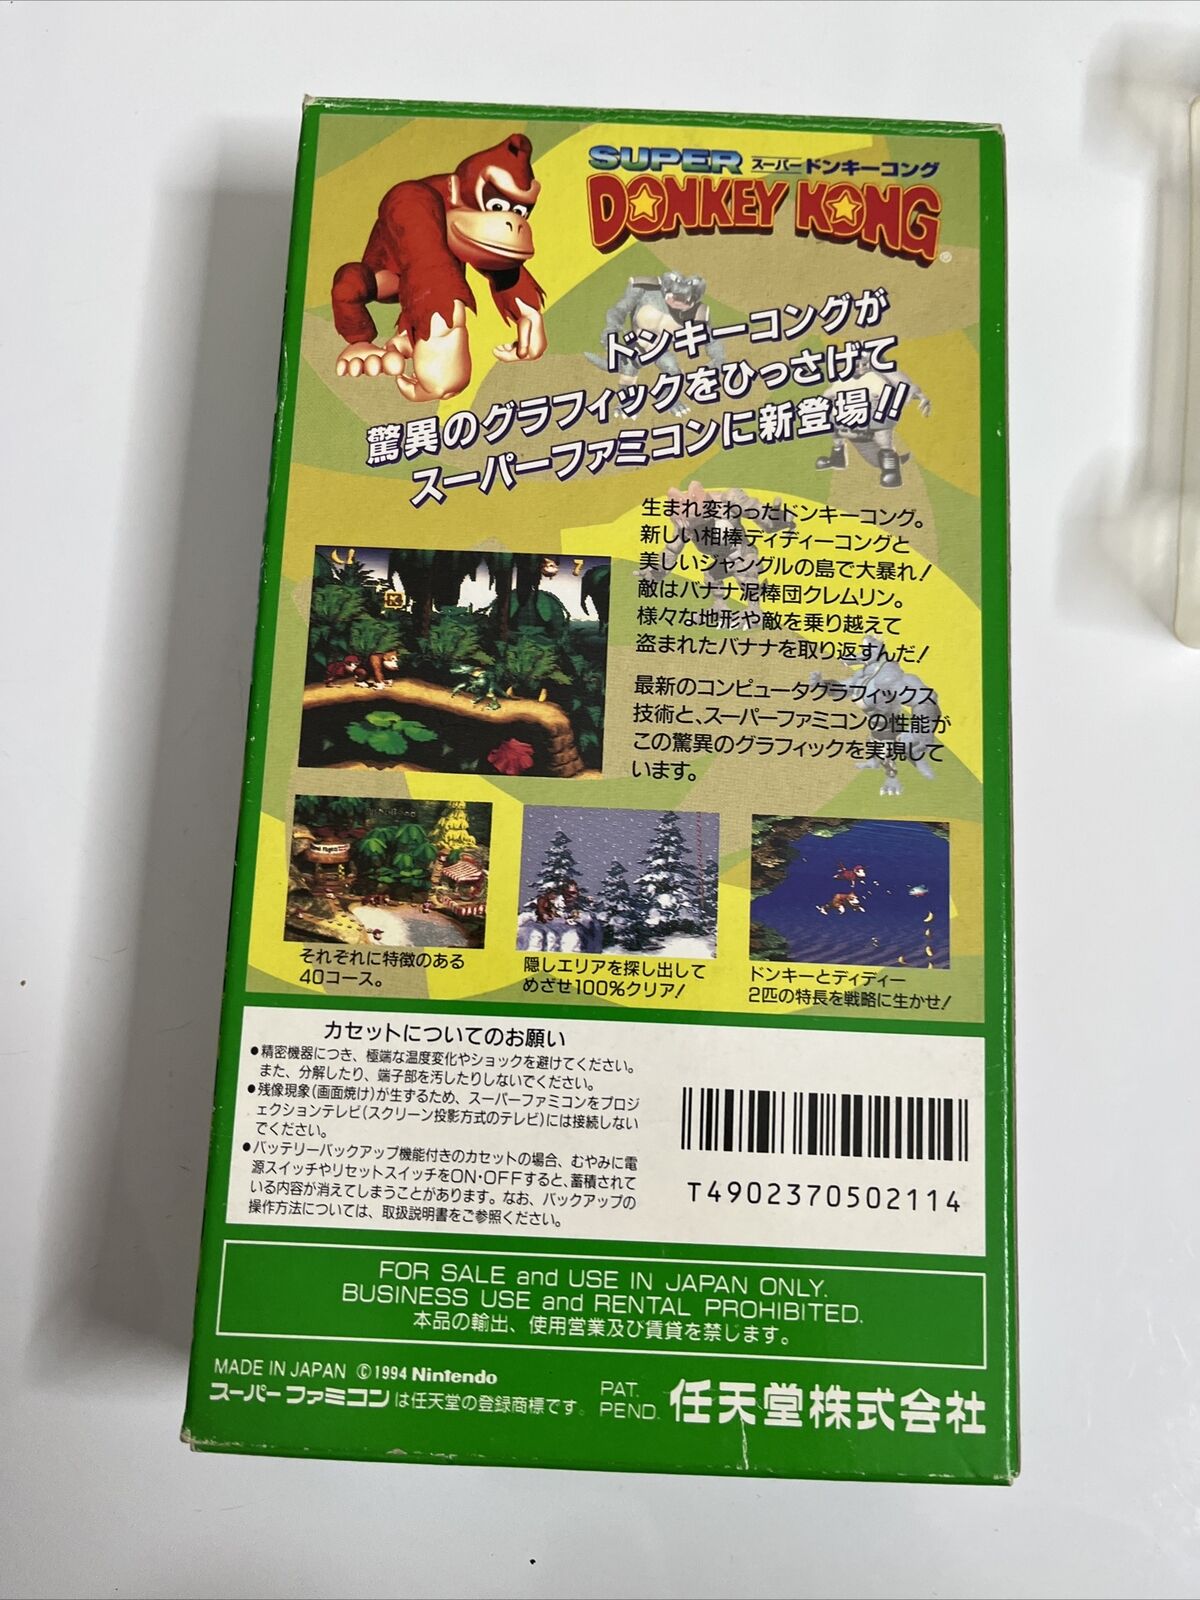 SUPER スーパードンキーコング
DONKEY KONG
ドンキーコングが
驚異のグラフィックをひっさげて
スーパーファミコンに新登場!!
生まれ変わったドンキーコング。
新しい相棒ディディーコングと
美しいジャングルの島で大暴れ!
敵はバナナ泥棒団クレムリン。
様々な地形や敵を乗り越えて
盗まれたバナナを取り返すんだ!
最新のコンピュータグラフィックス
技術と、スーパーファミコンの性能が
この驚異のグラフィックを実現して
います。
7
それぞれに特徴のある
40コース。
隠しエリアを探し出して
めざせ100%クリア!
ドンキーとディディー
2匹の特長を戦略に生かせ!
カセットについてのお願い
●精密機器につき、極端な温度変化やショックを避けてください。
また、分解したり、端子部を汚したりしないでください。
●残像現象(画面焼け)が生ずるため、スーパーファミコンをプロジ
ェクションテレビ(スクリーン投影方式のテレビ)には接続しない
でください。
●バッテリーバックアップ機能付きのカセットの場合、むやみに電
源スイッチやリセットスイッチをON・OFFすると、蓄積されて
いる内容が消えてしまうことがあります。なお、バックアップの
操作方法については、取扱説明書をご参照ください。
T4902370502114
FOR SALE and USE IN JAPAN ONLY.
BUSINESS USE and RENTAL PROHIBITED.
本品の輸出、使用営業及び賃貸を禁じます。
MADE IN JAPAN ©1994 Nintendo
スーパーファミコンは任天堂の登録商標です。
PAT.
PEND.
任天堂株式会社